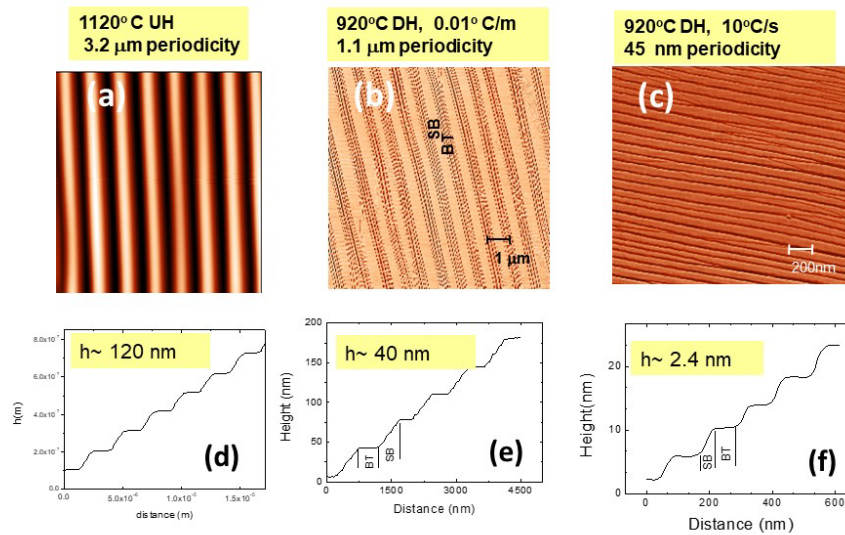 1120° C UH
3.2 μm periodicity
920°C DH, 0.01° C/m
1.1 μm periodicity
920°C DH, 10°C/s
45 nm periodicity
(a)
(b)
SB
BT
1 μm
(c)
200nm
h(m)
8.0x10⁻⁷
6.0x10⁻⁷
4.0x10⁻⁷
2.0x10⁻⁷
0.0
h~ 120 nm
(d)
0.0
5.0x10⁻⁶
1.0x10⁻⁵
1.5x10⁻⁵
distance (m)
Height (nm)
200
150
100
50
0
h~ 40 nm
BT
SB
(e)
0
1500
3000
4500
Distance (nm)
Height(nm)
20
10
0
h~ 2.4 nm
SB
BT
(f)
0
200
400
600
Distance (nm)